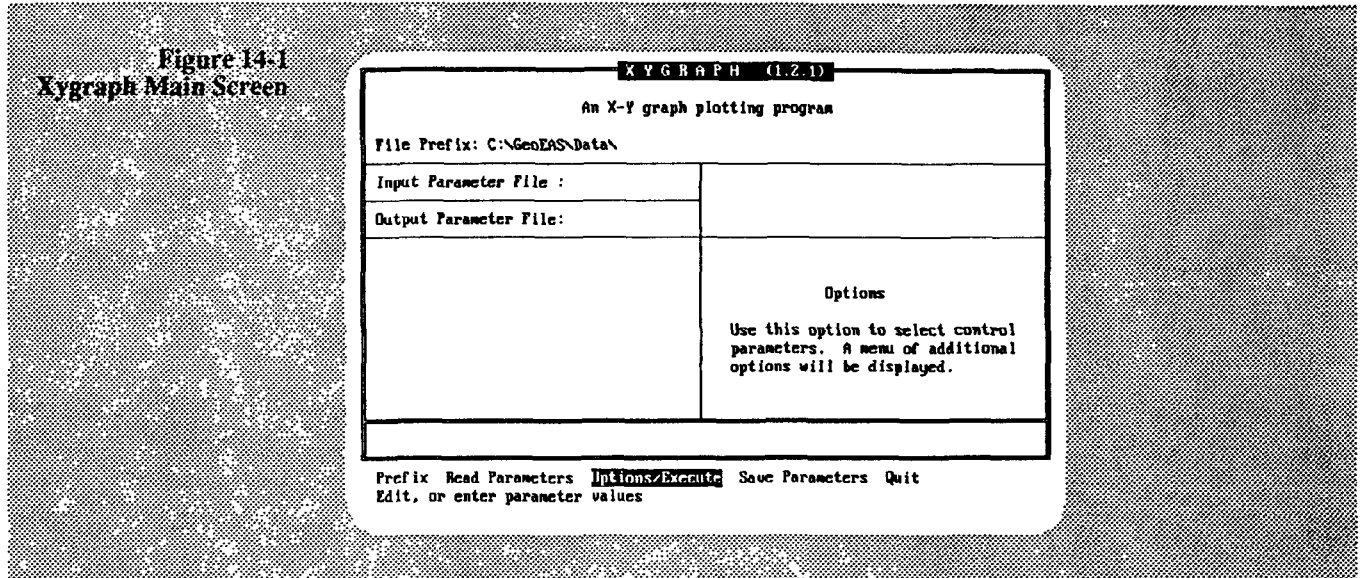 Figure 14-1
Xygraph Main Screen
X Y G R A P H (1.2.1)
An X-Y graph plotting program
File Prefix: C:\GeoEAS\Data\
Input Parameter File :
Output Parameter File:
Options
Use this option to select control
parameters. A menu of additional
options will be displayed.
Prefix Read Parameters Options/Execute Save Parameters Quit
Edit, or enter parameter values